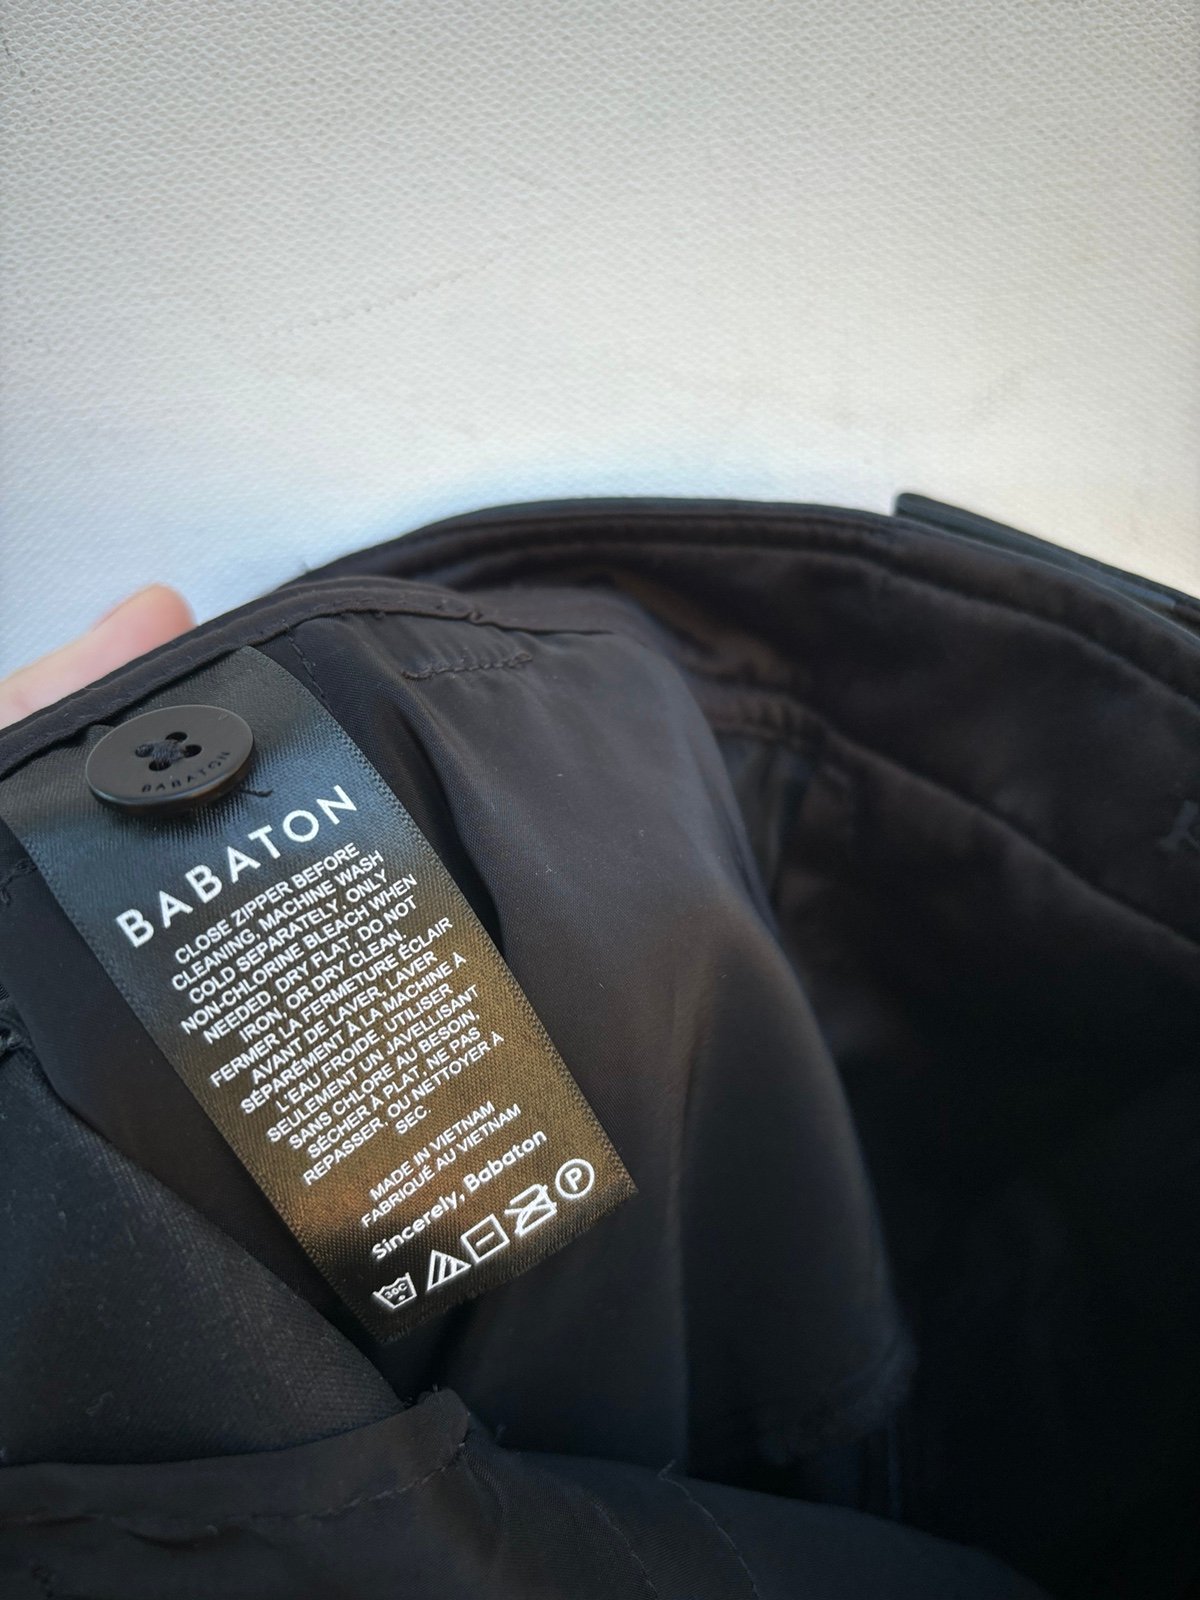 BABATON
BABATON
CLOSE ZIPPER BEFORE
CLEANING, MACHINE WASH
COLD SEPARATELY. ONLY
NON-CHLORINE BLEACH WHEN
NEEDED, DRY FLAT, DO NOT
IRON, OR DRY CLEAN.
FERMER LA FERMETURE ÉCLAIR
AVANT DE LAVER, LAVER
SÉPARÉMENT À LA MACHINE À
L'EAU FROIDE, UTILISER
SEULEMENT UN JAVELLISANT
SANS CHLORE AU BESOIN,
SÉCHER À PLAT, NE PAS
REPASSER, OU NETTOYER À
SEC
MADE IN VIETNAM
FABRIQUÉ AU VIETNAM
Sincerely, Babaton
30C
P